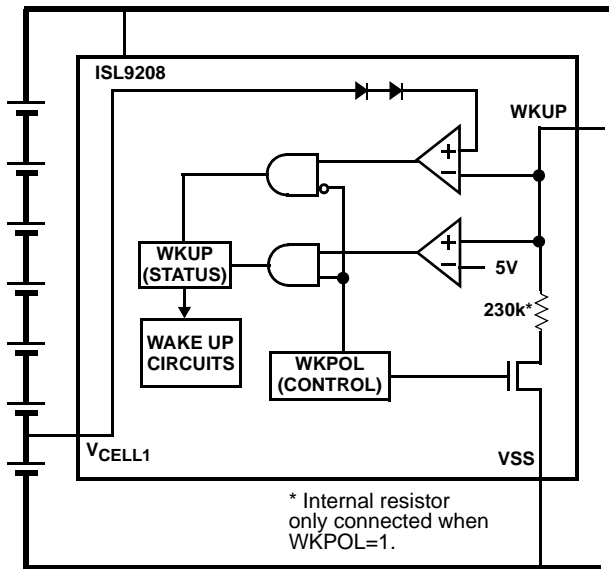 ISL9208
WKUP
+
−
WKUP
(STATUS)
+
−
5V
230k*
WAKE UP
CIRCUITS
WKPOL
(CONTROL)
VCELL1
VSS
* Internal resistor
only connected when
WKPOL=1.